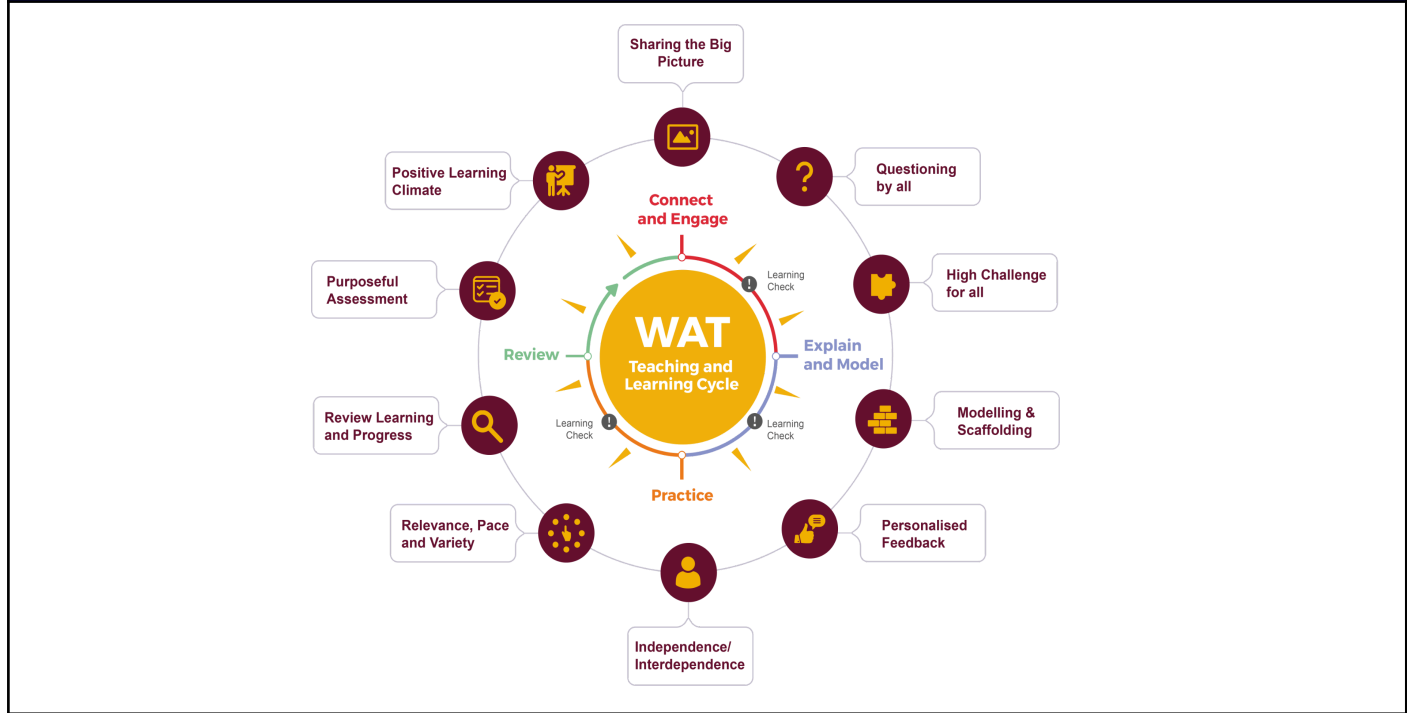 Sharing the Big
Picture
Questioning
by all
High Challenge
for all
Modelling &
Scaffolding
Personalised
Feedback
Independence/
Interdependence
Relevance, Pace
and Variety
Review Learning
and Progress
Purposeful
Assessment
Positive Learning
Climate
Connect
and Engage
Learning
Check
Explain
and Model
Learning
Check
Practice
Learning
Check
Review
WAT
Teaching and
Learning Cycle